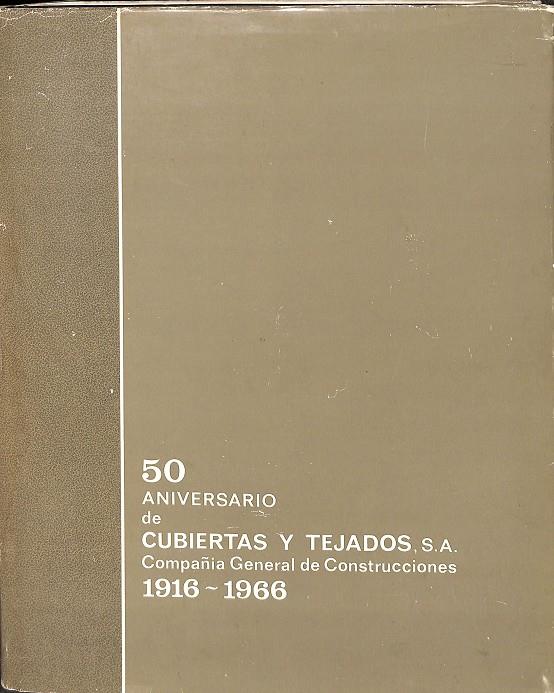 50
ANIVERSARIO
de
CUBIERTAS Y TEJADOS, S.A.
Compañia General de Construcciones
1916 ~ 1966